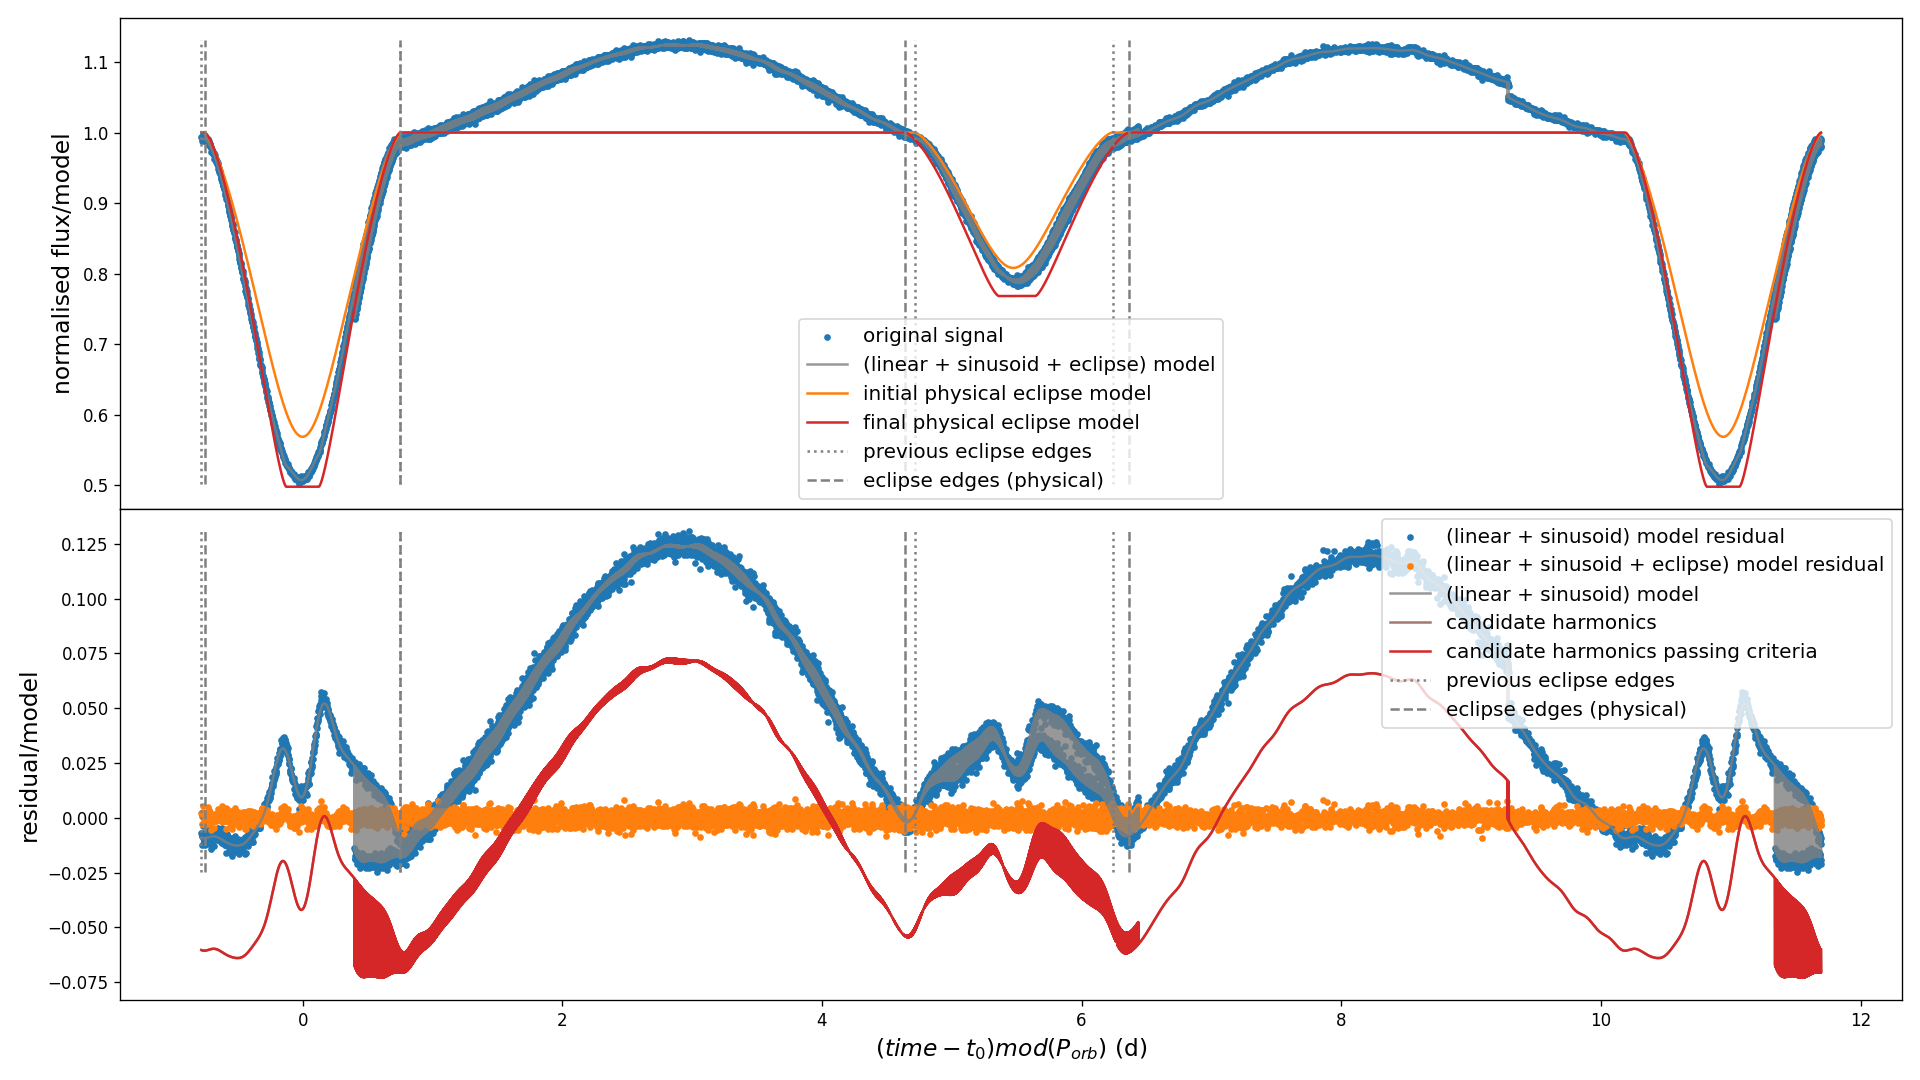 normalised flux/model
1.1
1.0
0.9
0.8
0.7
0.6
0.5
original signal
(linear + sinusoid + eclipse) model
initial physical eclipse model
final physical eclipse model
previous eclipse edges
eclipse edges (physical)
residual/model
0.125
0.100
0.075
0.050
0.025
0.000
−0.025
−0.050
−0.075
(linear + sinusoid) model residual
(linear + sinusoid + eclipse) model residual
(linear + sinusoid) model
candidate harmonics
candidate harmonics passing criteria
previous eclipse edges
eclipse edges (physical)
0 2 4 6 8 10 12
(time − t₀)mod(Pₒᵣb) (d)